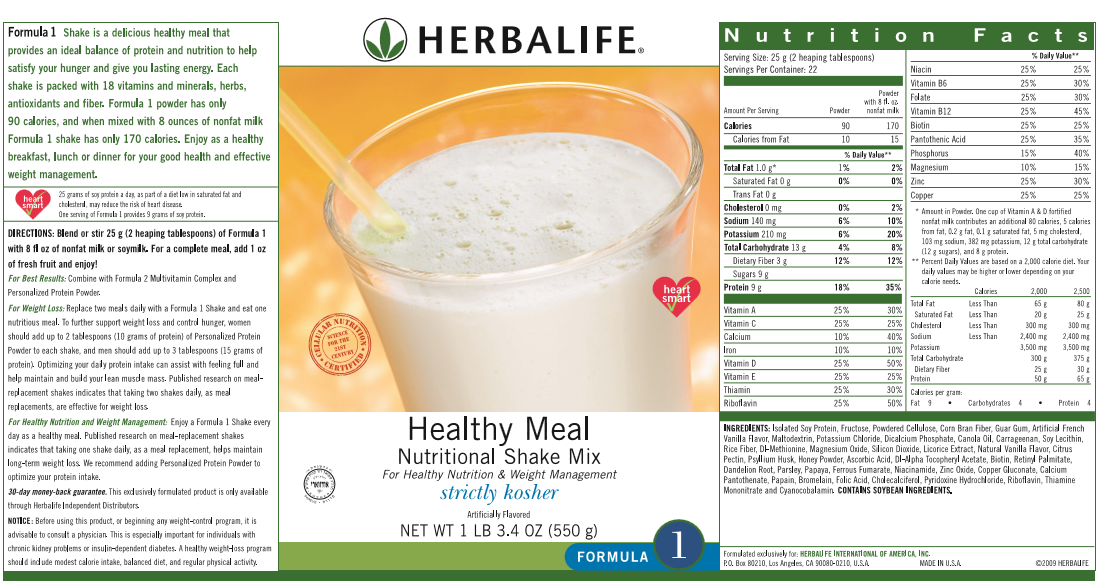 Formula 1 Shake is a delicious healthy meal that
provides an ideal balance of protein and nutrition to help
satisfy your hunger and give you lasting energy. Each
shake is packed with 18 vitamins and minerals, herbs,
antioxidants and fiber. Formula 1 powder has only
90 calories, and when mixed with 8 ounces of nonfat milk
Formula 1 shake has only 170 calories. Enjoy as a healthy
breakfast, lunch or dinner for your good health and effective
weight management.
heart
smart
25 grams of soy protein a day, as part of a diet low in saturated fat and
cholesterol, may reduce the risk of heart disease.
One serving of Formula 1 provides 9 grams of soy protein.
DIRECTIONS: Blend or stir 25 g (2 heaping tablespoons) of Formula 1
with 8 fl oz of nonfat milk or soymilk. For a complete meal, add 1 oz
of fresh fruit and enjoy!
For Best Results: Combine with Formula 2 Multivitamin Complex and
Personalized Protein Powder.
For Weight Loss: Replace two meals daily with a Formula 1 Shake and eat one
nutritious meal. To further support weight loss and control hunger, women
should add up to 2 tablespoons (10 grams of protein) of Personalized Protein
Powder to each shake, and men should add up to 3 tablespoons (15 grams of
protein). Optimizing your daily protein intake can assist with feeling full and
help maintain and build your lean muscle mass. Published research on meal-
replacement shakes indicates that taking two shakes daily, as meal
replacements, are effective for weight loss.
For Healthy Nutrition and Weight Management: Enjoy a Formula 1 Shake every
day as a healthy meal. Published research on meal-replacement shakes
indicates that taking one shake daily, as a meal replacement, helps maintain
long-term weight loss. We recommend adding Personalized Protein Powder to
optimize your protein intake.
30-day money-back guarantee. This exclusively formulated product is only available
through Herbalife Independent Distributors.
NOTICE: Before using this product, or beginning any weight-control program, it is
advisable to consult a physician. This is especially important for individuals with
chronic kidney problems or insulin-dependent diabetes. A healthy weight-loss program
should include modest calorie intake, balanced diet, and regular physical activity.
HERBALIFE®
heart
smart
CELLULAR NUTRITION
SCIENCE
FOR THE
21ST
CENTURY
CERTIFIED
Healthy Meal
Nutritional Shake Mix
For Healthy Nutrition & Weight Management
strictly kosher
Artificially Flavored
NET WT 1 LB 3.4 OZ (550 g)
FORMULA 1
Nutrition Facts
Serving Size: 25 g (2 heaping tablespoons)
Servings Per Container: 22
Powder
with 8 fl. oz.
Amount Per Serving Powder nonfat milk
Calories 90 170
Calories from Fat 10 15
% Daily Value**
Total Fat 1.0 g* 1% 2%
Saturated Fat 0 g 0% 0%
Trans Fat 0 g
Cholesterol 0 mg 0% 2%
Sodium 140 mg 6% 10%
Potassium 210 mg 6% 20%
Total Carbohydrate 13 g 4% 8%
Dietary Fiber 3 g 12% 12%
Sugars 9 g
Protein 9 g 18% 35%
Vitamin A 25% 30%
Vitamin C 25% 25%
Calcium 10% 40%
Iron 10% 10%
Vitamin D 25% 50%
Vitamin E 25% 25%
Thiamin 25% 30%
Riboflavin 25% 50%
% Daily Value**
Niacin 25% 25%
Vitamin B6 25% 30%
Folate 25% 30%
Vitamin B12 25% 45%
Biotin 25% 25%
Pantothenic Acid 25% 35%
Phosphorus 15% 40%
Magnesium 10% 15%
Zinc 25% 30%
Copper 25% 25%
* Amount in Powder. One cup of Vitamin A & D fortified
nonfat milk contributes an additional 80 calories, 5 calories
from fat, 0.2 g fat, 0.1 g saturated fat, 5 mg cholesterol,
103 mg sodium, 382 mg potassium, 12 g total carbohydrate
(12 g sugars), and 8 g protein.
** Percent Daily Values are based on a 2,000 calorie diet. Your
daily values may be higher or lower depending on your
calorie needs.
Calories 2,000 2,500
Total Fat Less Than 65 g 80 g
Saturated Fat Less Than 20 g 25 g
Cholesterol Less Than 300 mg 300 mg
Sodium Less Than 2,400 mg 2,400 mg
Potassium 3,500 mg 3,500 mg
Total Carbohydrate 300 g 375 g
Dietary Fiber 25 g 30 g
Protein 50 g 65 g
Calories per gram:
Fat 9 • Carbohydrates 4 • Protein 4
INGREDIENTS: Isolated Soy Protein, Fructose, Powdered Cellulose, Corn Bran Fiber, Guar Gum, Artificial French
Vanilla Flavor, Maltodextrin, Potassium Chloride, Dicalcium Phosphate, Canola Oil, Carrageenan, Soy Lecithin,
Rice Fiber, Dl-Methionine, Magnesium Oxide, Silicon Dioxide, Licorice Extract, Natural Vanilla Flavor, Citrus
Pectin, Psyllium Husk, Honey Powder, Ascorbic Acid, Dl-Alpha Tocopheryl Acetate, Biotin, Retinyl Palmitate,
Dandelion Root, Parsley, Papaya, Ferrous Fumarate, Niacinamide, Zinc Oxide, Copper Gluconate, Calcium
Pantothenate, Papain, Bromelain, Folic Acid, Cholecalciferol, Pyridoxine Hydrochloride, Riboflavin, Thiamine
Mononitrate and Cyanocobalamin. CONTAINS SOYBEAN INGREDIENTS.
Formulated exclusively for: HERBALIFE INTERNATIONAL OF AMERICA, INC.
P.O. Box 80210, Los Angeles, CA 90080-0210, U.S.A. MADE IN U.S.A. ©2009 HERBALIFE